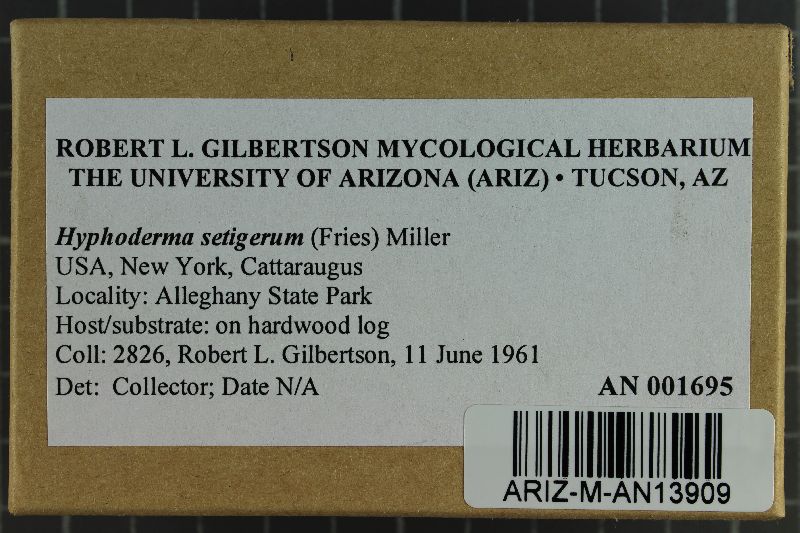 ROBERT L. GILBERTSON MYCOLOGICAL HERBARIUM
THE UNIVERSITY OF ARIZONA (ARIZ) • TUCSON, AZ
Hyphoderma setigerum (Fries) Miller
USA, New York, Cattaraugus
Locality: Alleghany State Park
Host/substrate: on hardwood log
Coll: 2826, Robert L. Gilbertson, 11 June 1961
Det: Collector; Date N/A AN 001695
ARIZ-M-AN13909